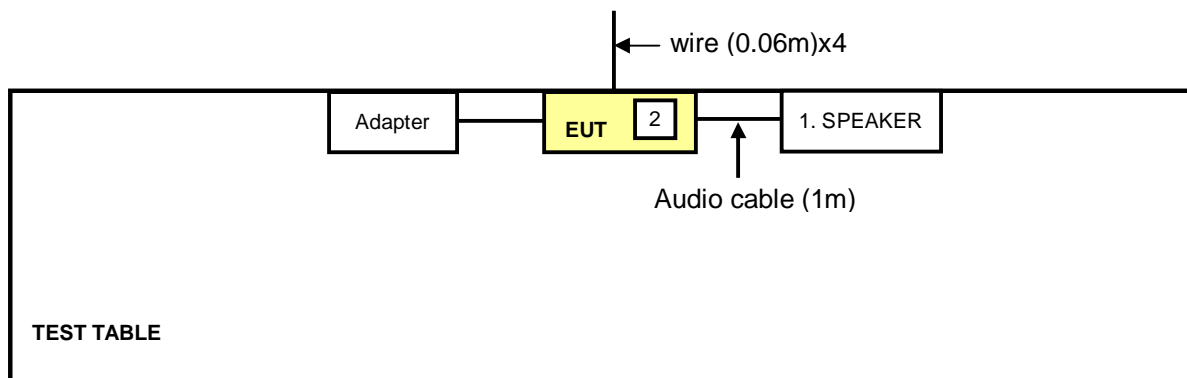 wire (0.06m)x4
Adapter
EUT
2
1. SPEAKER
Audio cable (1m)
TEST TABLE